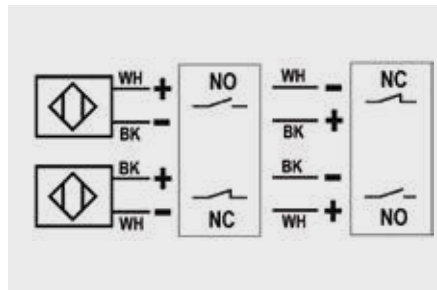 WH + NO WH - NC
BK - BK +
BK + BK -
WH - NC WH + NO